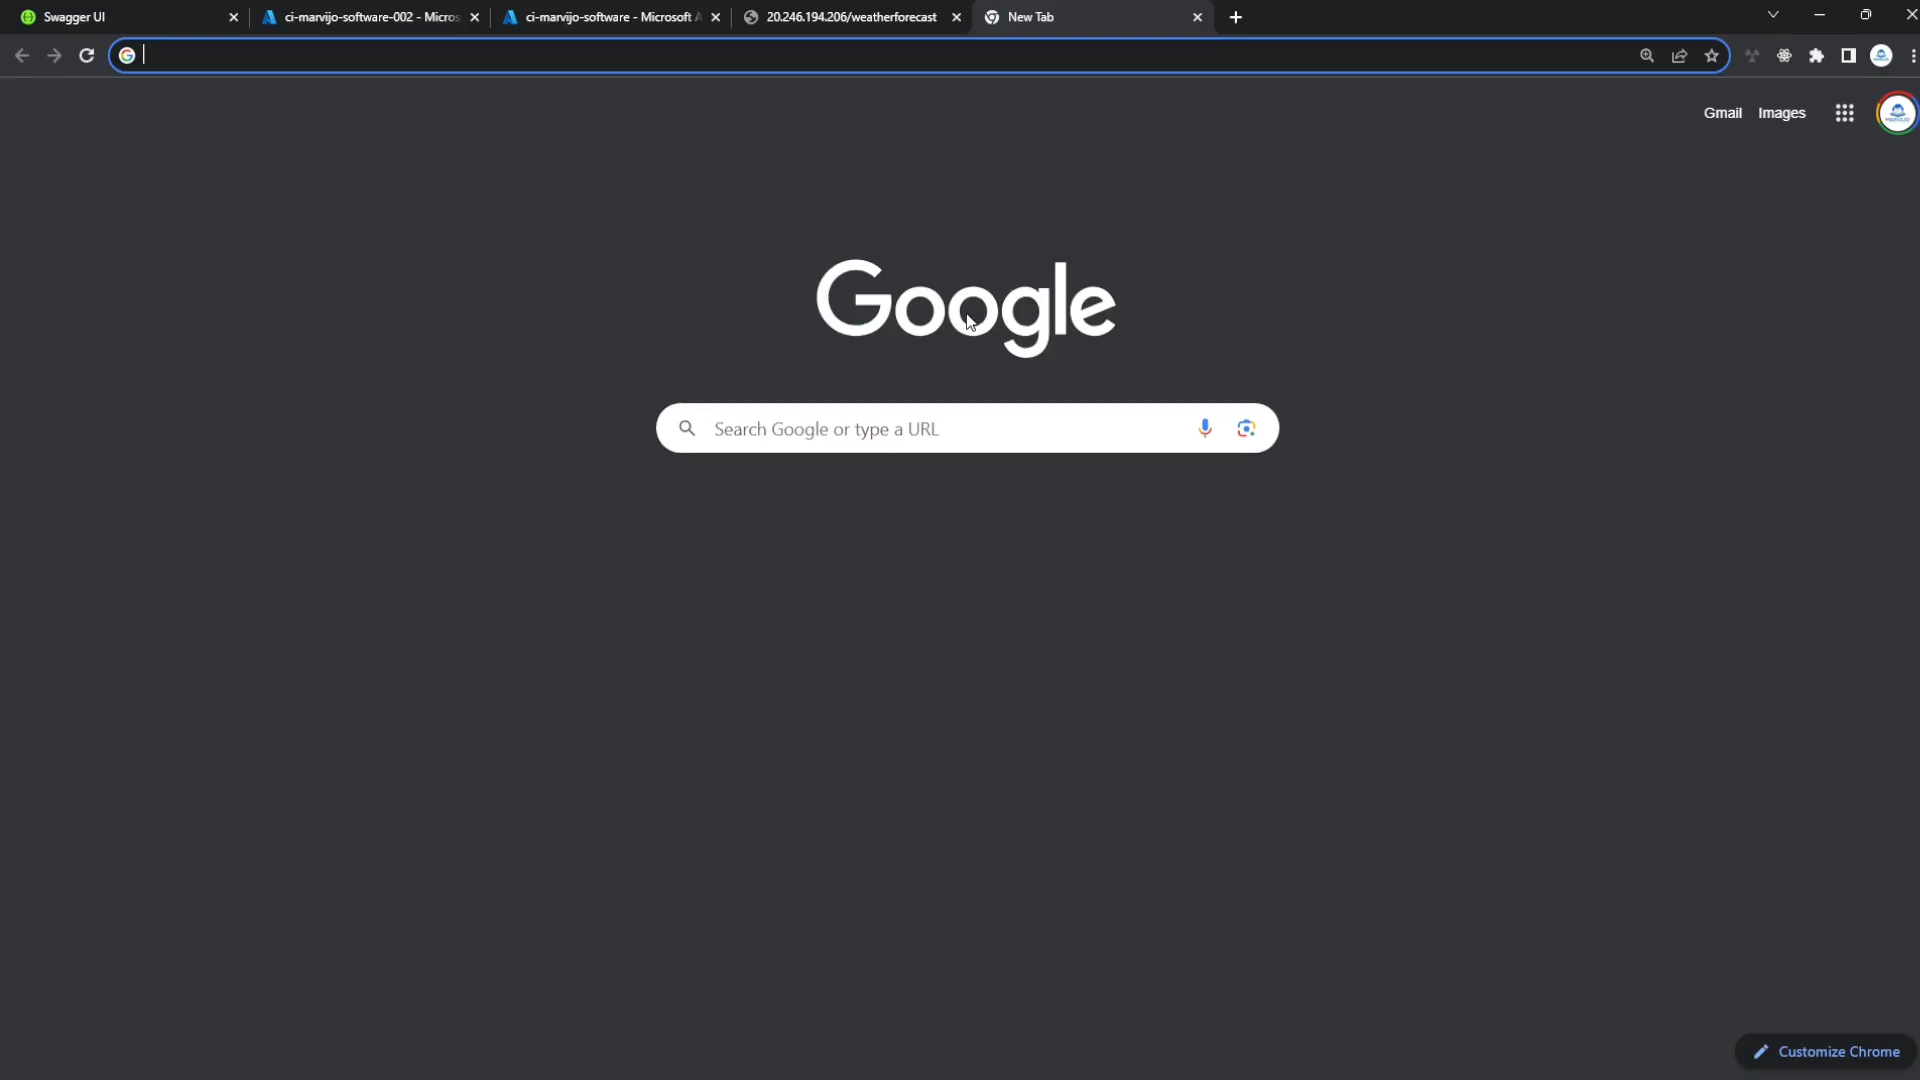 Swagger UI
ci-marvijo-software-002 - Micros
ci-marvijo-software - Microsoft A
20.246.194.206/weatherforecast
New Tab
Gmail
Images
Google
Search Google or type a URL
Customize Chrome